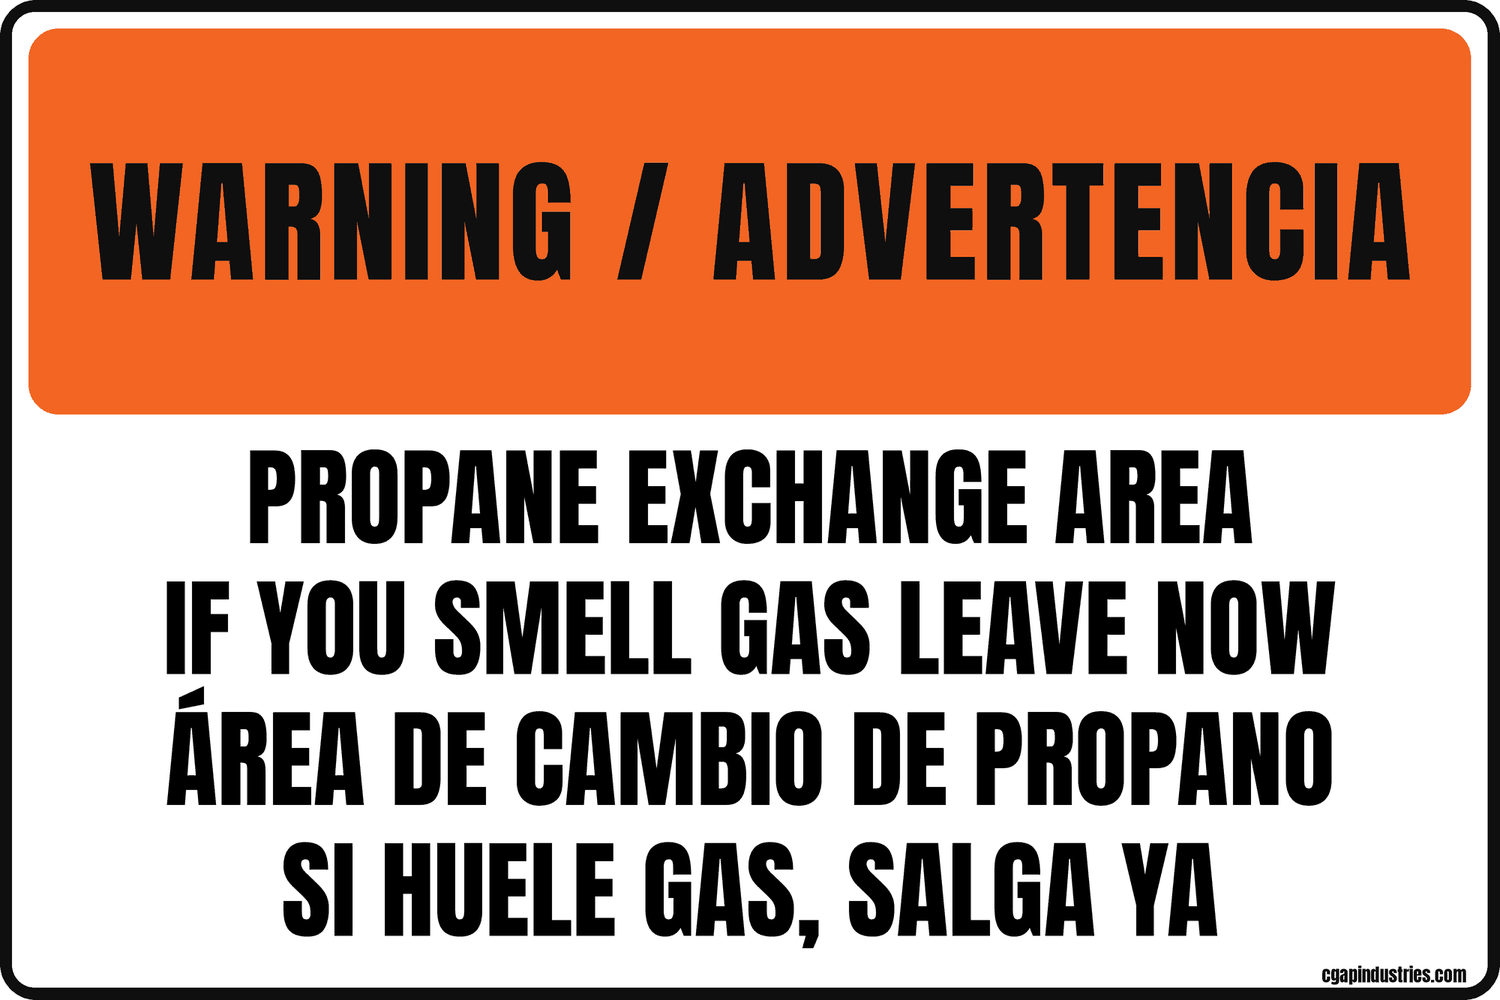 WARNING / ADVERTENCIA
PROPANE EXCHANGE AREA
IF YOU SMELL GAS LEAVE NOW
ÁREA DE CAMBIO DE PROPANO
SI HUELE GAS, SALGA YA
cgapindustries.com